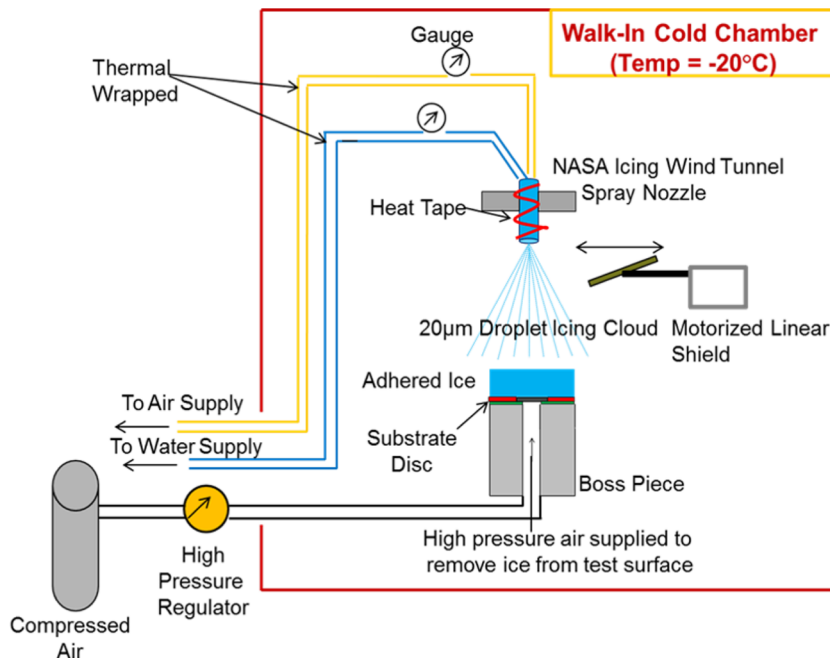 Walk-In Cold Chamber
(Temp = -20°C)
Gauge
Thermal
Wrapped
NASA Icing Wind Tunnel
Spray Nozzle
Heat Tape
20µm Droplet Icing Cloud
Motorized Linear
Shield
Adhered Ice
To Air Supply
To Water Supply
Substrate
Disc
Boss Piece
High pressure air supplied to
remove ice from test surface
High
Pressure
Regulator
Compressed
Air